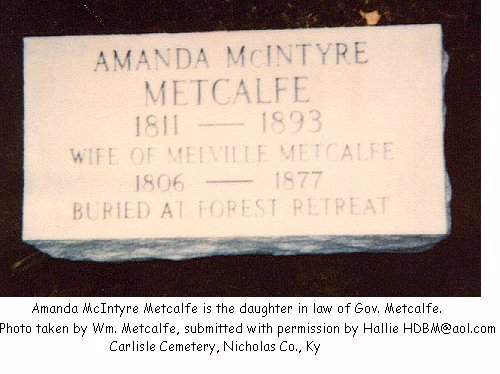 AMANDA McINTYRE
METCALFE
1811 — 1893
WIFE OF MELVILLE METCALFE
1806 — 1877
BURIED AT FOREST RETREAT
Amanda McIntyre Metcalfe is the daughter in law of Gov. Metcalfe.
Photo taken by Wm. Metcalfe, submitted with permission by Hallie HDBM@aol.com
Carlisle Cemetery, Nicholas Co., Ky